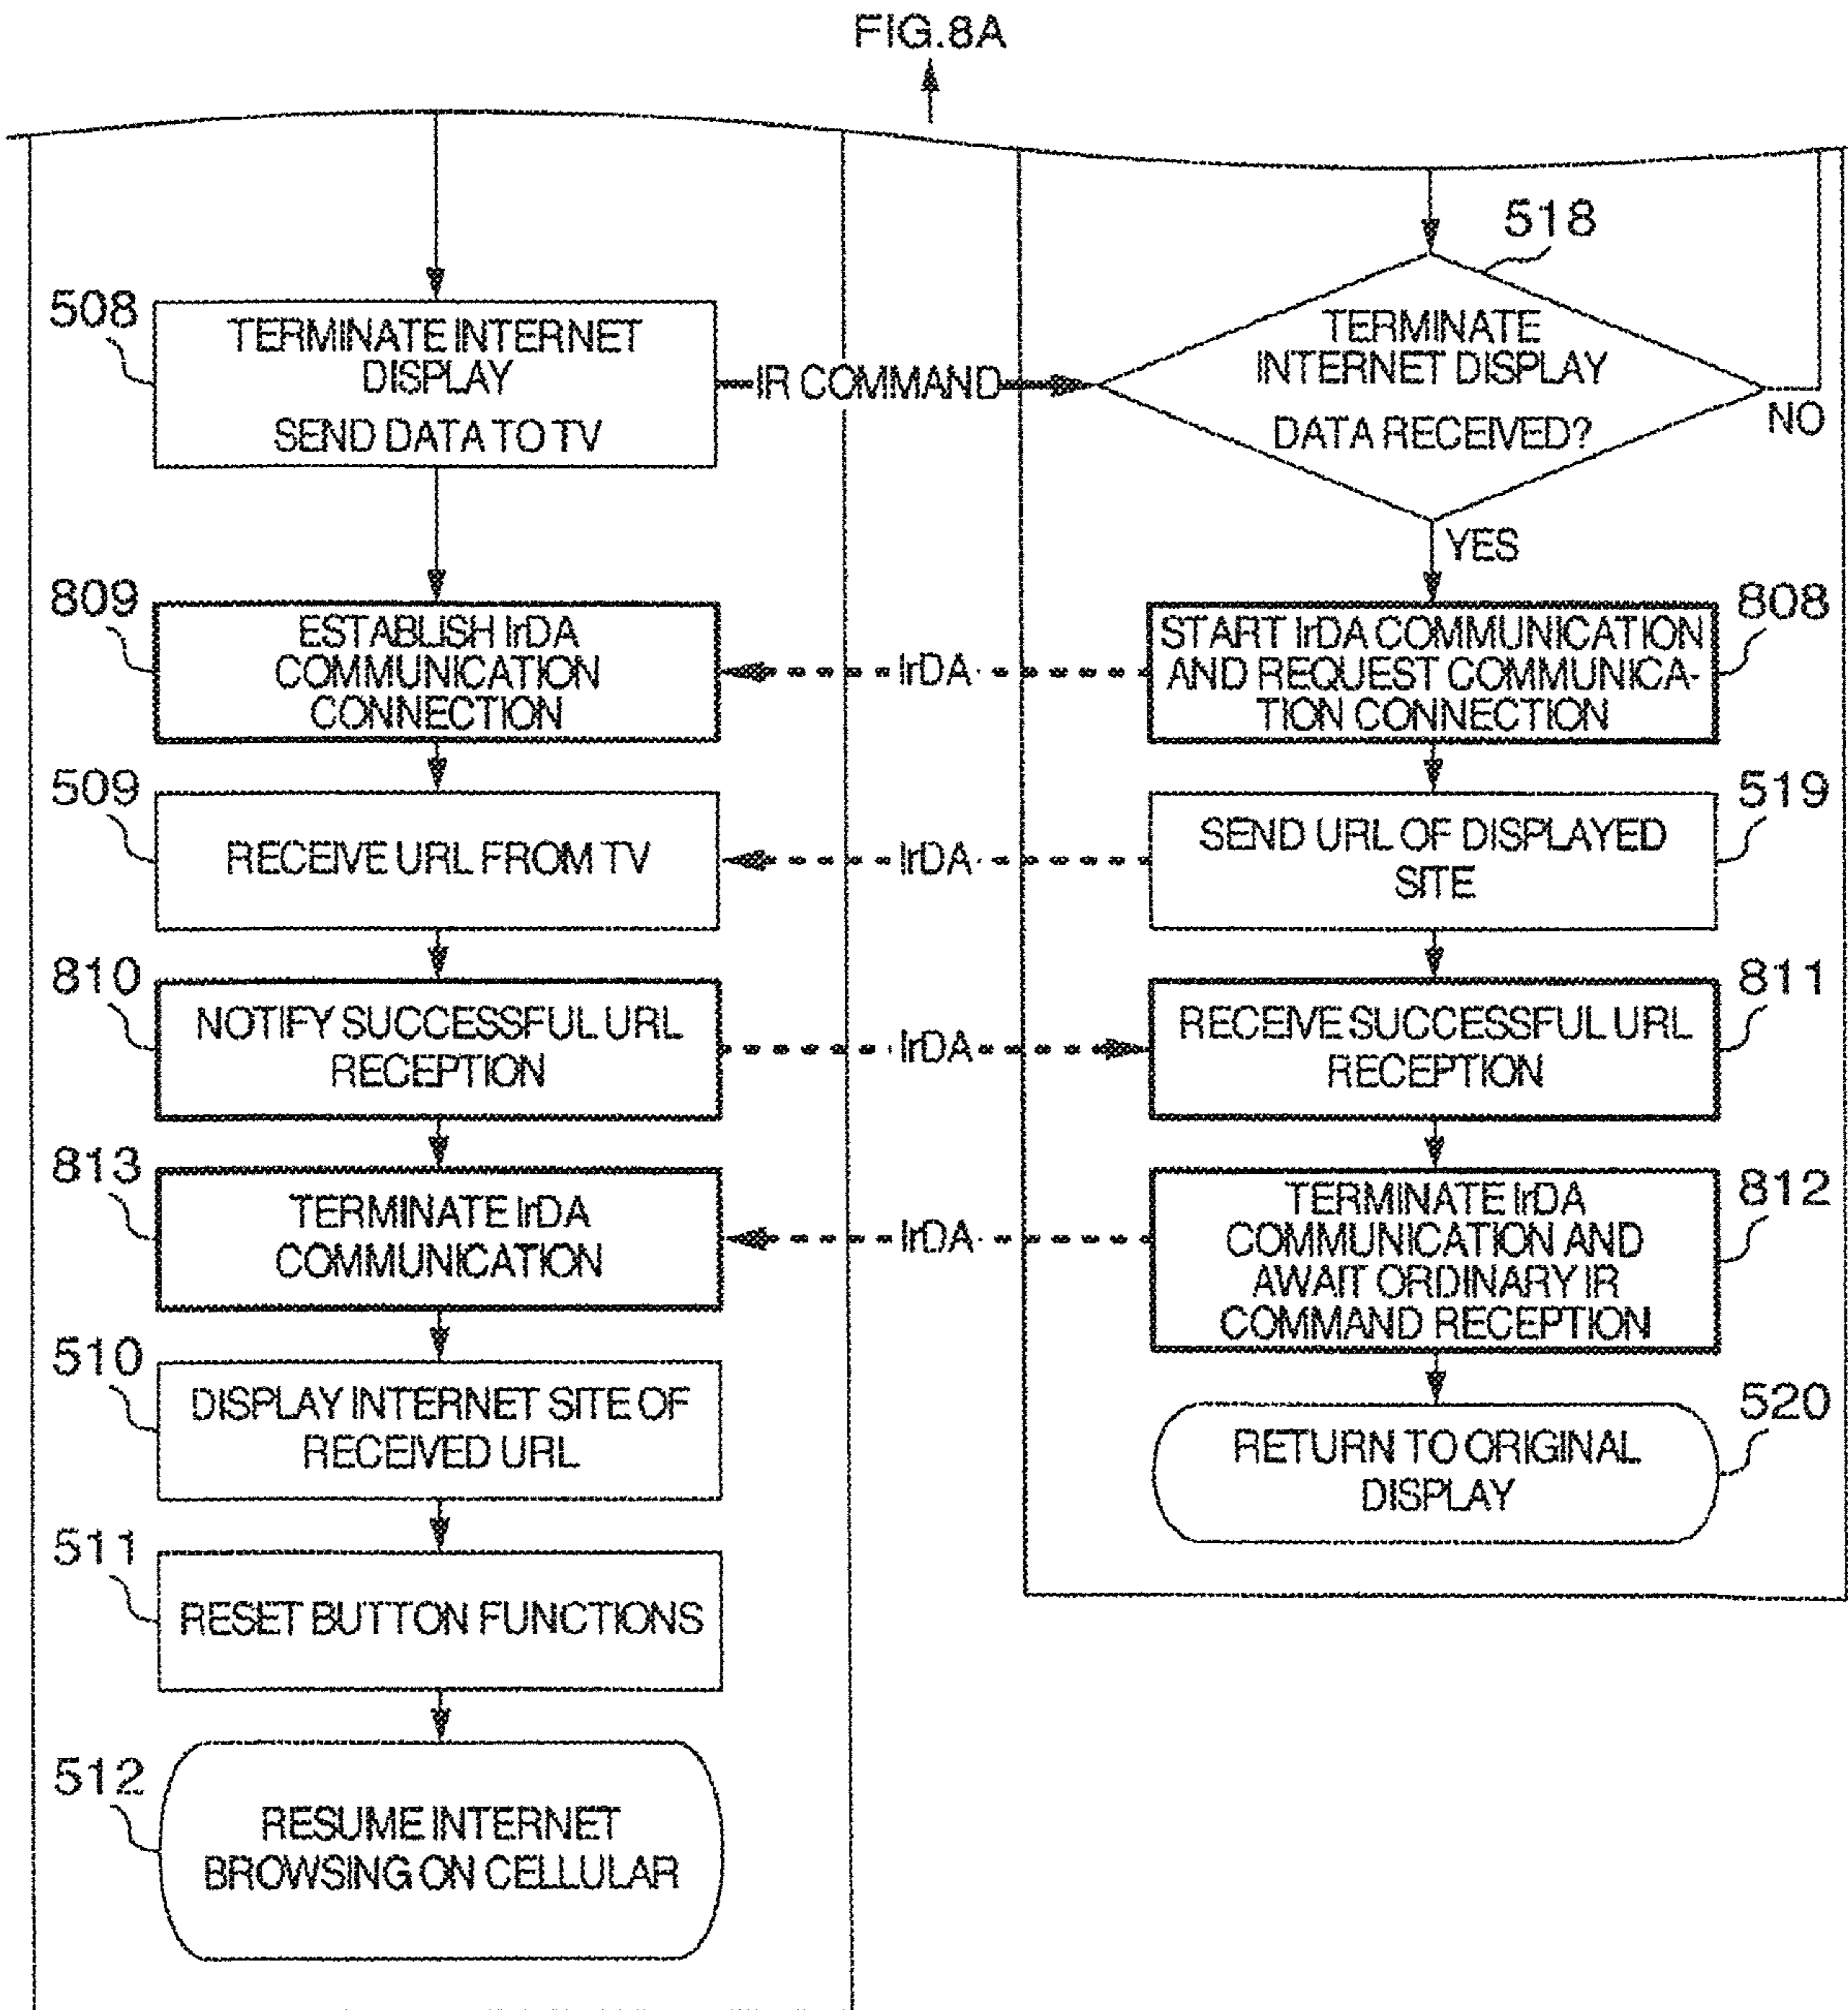 FIG.8A
508
TERMINATE INTERNET
DISPLAY
SEND DATA TO TV
IR COMMAND
518
TERMINATE
INTERNET DISPLAY
DATA RECEIVED?
NO
YES
809
ESTABLISH IrDA
COMMUNICATION
CONNECTION
IrDA
START IrDA COMMUNICATION
AND REQUEST COMMUNICA-
TION CONNECTION
808
509
RECEIVE URL FROM TV
IrDA
SEND URL OF DISPLAYED
SITE
519
810
NOTIFY SUCCESSFUL URL
RECEPTION
IrDA
RECEIVE SUCCESSFUL URL
RECEPTION
811
813
TERMINATE IrDA
COMMUNICATION
IrDA
TERMINATE IrDA
COMMUNICATION AND
AWAIT ORDINARY IR
COMMAND RECEPTION
812
510
DISPLAY INTERNET SITE OF
RECEIVED URL
RETURN TO ORIGINAL
DISPLAY
520
511
RESET BUTTON FUNCTIONS
512
RESUME INTERNET
BROWSING ON CELLULAR